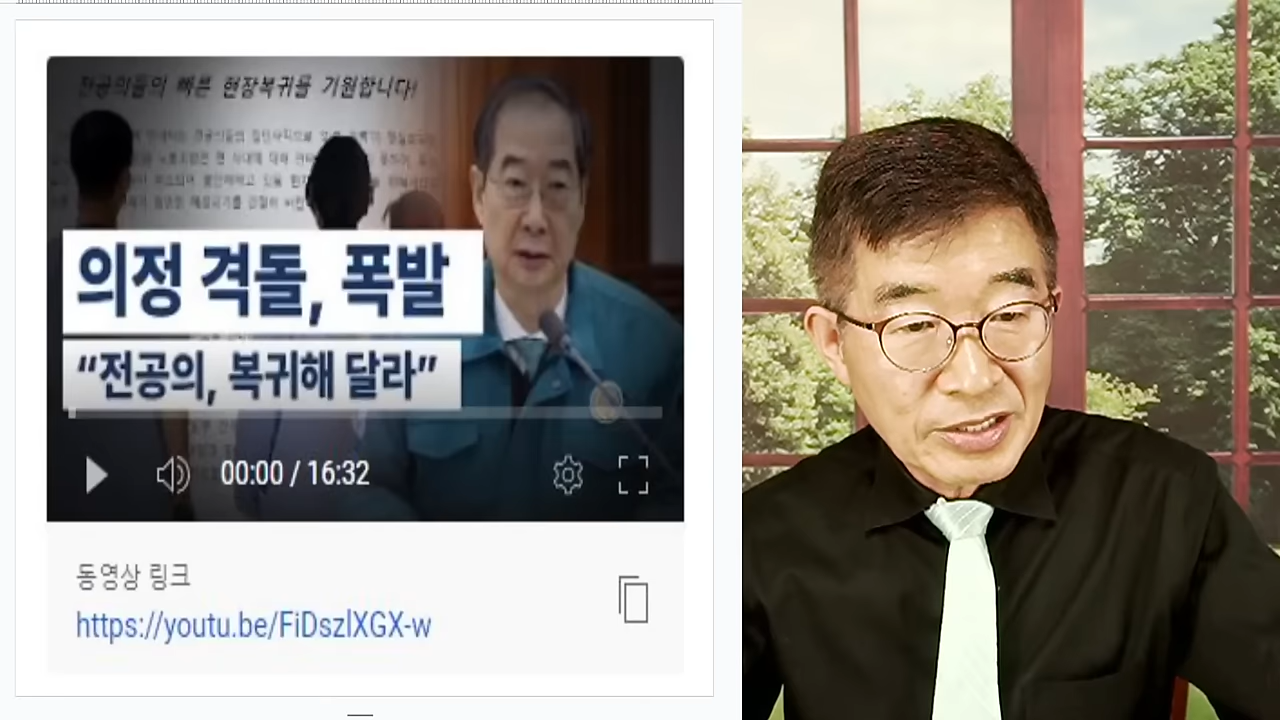 전공의들의 빠른 현장복귀를 기원합니다!
의정 격돌, 폭발
“전공의, 복귀해 달라”
00:00 / 16:32
동영상 링크
https://youtu.be/FiDszlXGX-w